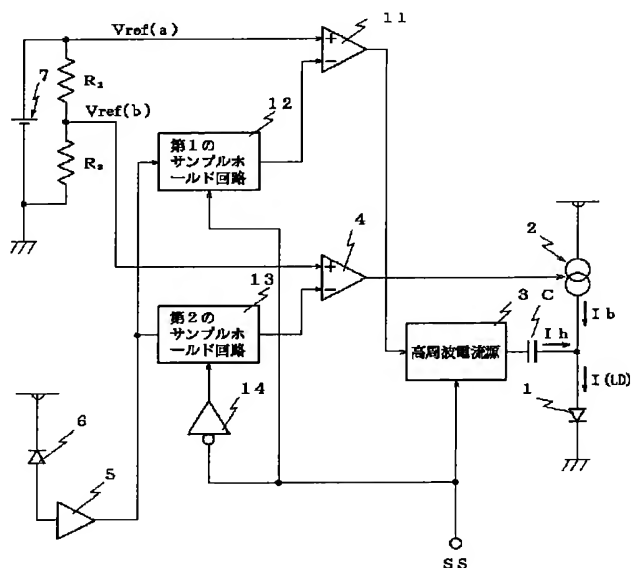 11
Vref(a)
+
−
7
R₁
Vref(b)
12
R₂
第1の
サンプルホ
ールド回路
4
2
+
−
13
第2の
サンプルホ
ールド回路
3
C
Ib
Ih
高周波電流源
I(LD)
14
1
6
5
SS